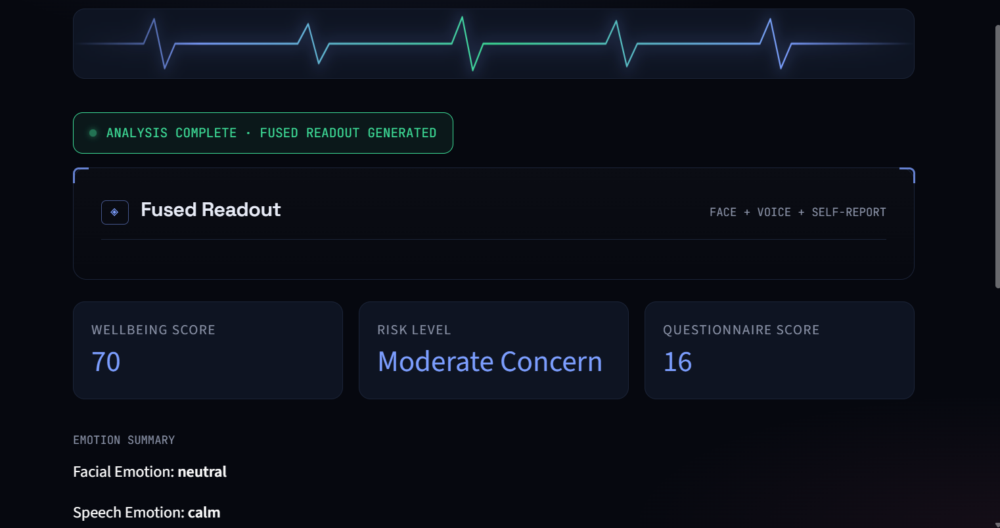 ANALYSIS COMPLETE · FUSED READOUT GENERATED
Fused Readout
FACE + VOICE + SELF-REPORT
WELLBEING SCORE
70
RISK LEVEL
Moderate Concern
QUESTIONNAIRE SCORE
16
EMOTION SUMMARY
Facial Emotion: neutral
Speech Emotion: calm